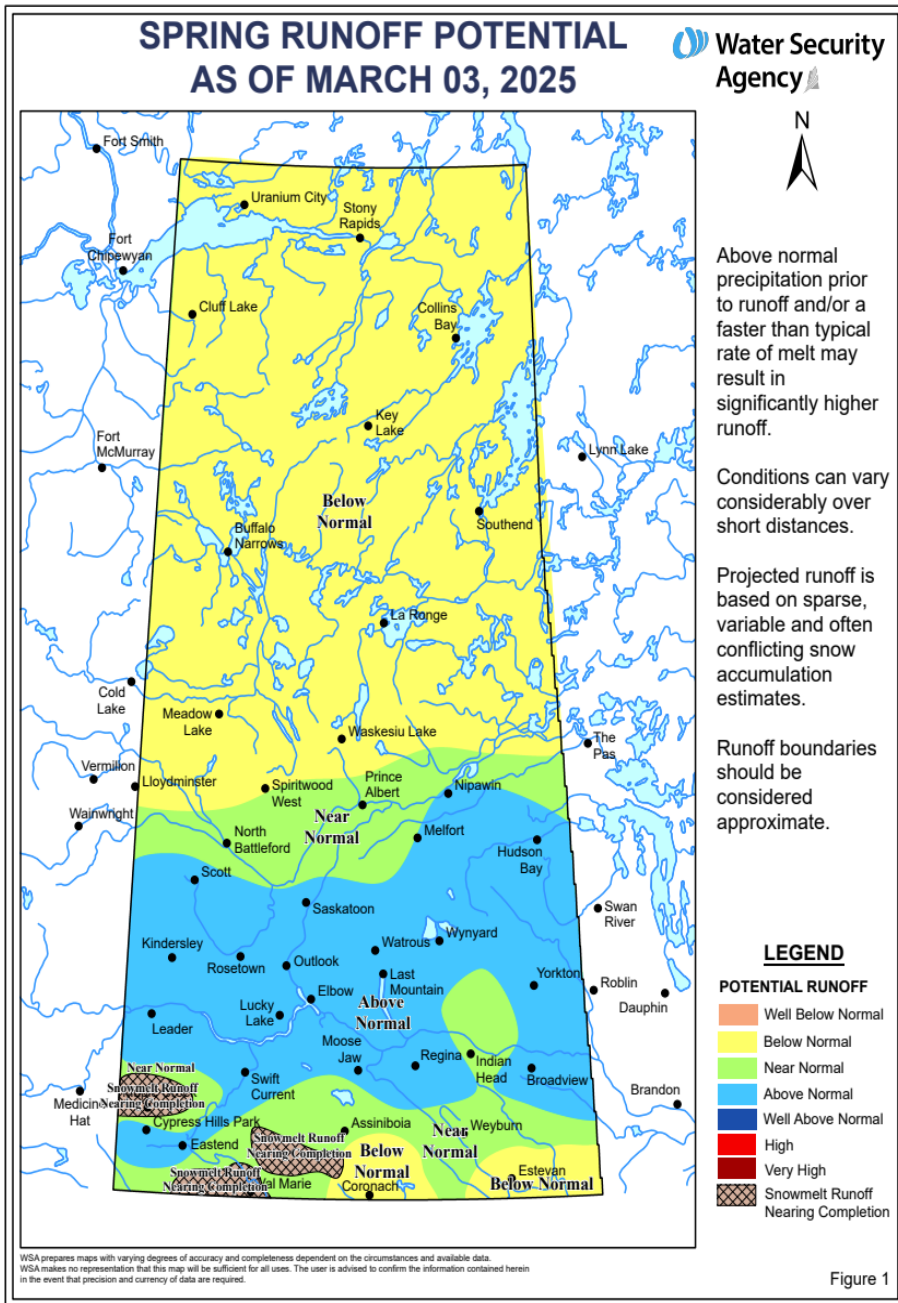 SPRING RUNOFF POTENTIAL
AS OF MARCH 03, 2025
Water Security
Agency
N
Above normal
precipitation prior
to runoff and/or a
faster than typical
rate of melt may
result in
significantly higher
runoff.
Conditions can vary
considerably over
short distances.
Projected runoff is
based on sparse,
variable and often
conflicting snow
accumulation
estimates.
Runoff boundaries
should be
considered
approximate.
Fort Smith
Uranium City
Stony
Rapids
Fort
Chipewyan
Cluff Lake
Collins
Bay
Key
Lake
Fort
McMurray
Lynn Lake
Below
Normal
Southend
Buffalo
Narrows
La Ronge
Cold
Lake
Meadow
Lake
Waskesiu Lake
The
Pas
Vermilion
Lloydminster
Spiritwood
West
Prince
Albert
Nipawin
Wainwright
Near
Normal
North
Battleford
Melfort
Hudson
Bay
Scott
Saskatoon
Swan
River
Kindersley
Rosetown
Outlook
Watrous
Wynyard
Last
Mountain
Yorkton
Roblin
Dauphin
Elbow
Above
Normal
Leader
Lucky
Lake
Moose
Jaw
Regina
Indian
Head
Broadview
Near Normal
Snowmelt Runoff
Nearing Completion
Swift
Current
Medicine
Hat
Brandon
Cypress Hills Park
Eastend
Snowmelt Runoff
Nearing Completion
Assiniboia
Near
Normal
Weyburn
Below
Normal
Snowmelt Runoff
Nearing Completion
Val Marie
Coronach
Estevan
Below Normal
LEGEND
POTENTIAL RUNOFF
Well Below Normal
Below Normal
Near Normal
Above Normal
Well Above Normal
High
Very High
Snowmelt Runoff
Nearing Completion
WSA prepares maps with varying degrees of accuracy and completeness dependent on the circumstances and available data.
WSA makes no representation that this map will be sufficient for all uses. The user is advised to confirm the information contained herein
in the event that precision and currency of data are required.
Figure 1